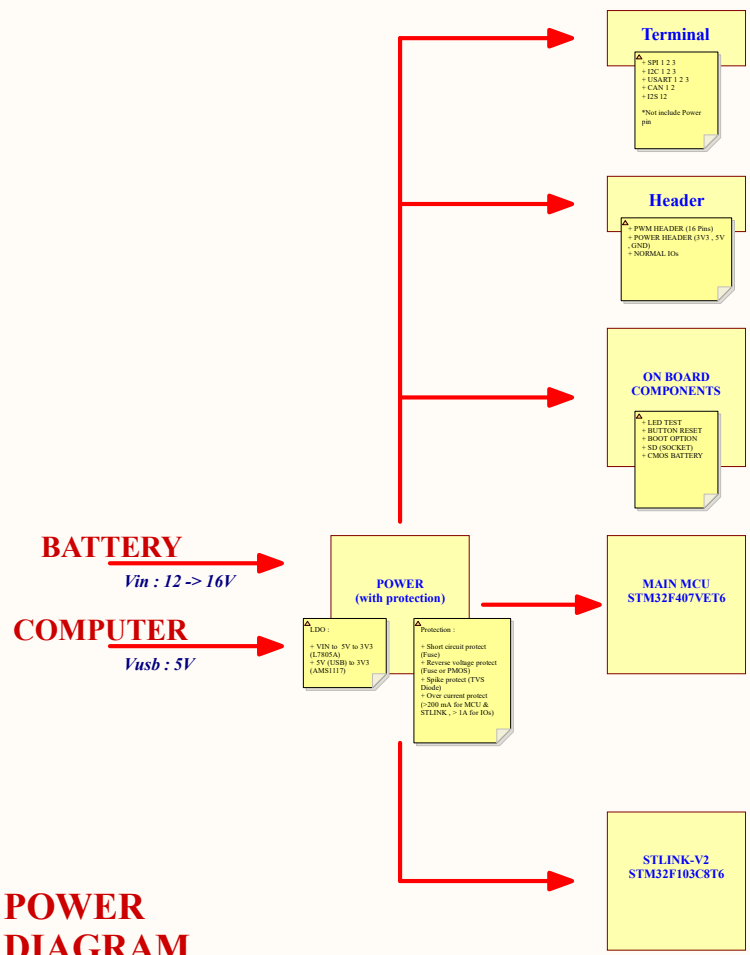 Terminal
+ SPI 1 2 3
+ I2C 1 2 3
+ USART 1 2 3
+ CAN 1 2
+ I2S 12
*Not include Power
pin
Header
+ PWM HEADER (16 Pins)
+ POWER HEADER (3V3 , 5V
, GND)
+ NORMAL IOs
ON BOARD
COMPONENTS
+ LED TEST
+ BUTTON RESET
+ BOOT OPTION
+ SD (SOCKET)
+ CMOS BATTERY
BATTERY
Vin : 12 -> 16V
COMPUTER
Vusb : 5V
POWER
(with protection)
LDO :
+ VIN to 5V to 3V3
(L7805A)
+ 5V (USB) to 3V3
(AMS1117)
Protection :
+ Short circuit protect
(Fuse)
+ Reverse voltage protect
(Fuse or PMOS)
+ Spike protect (TVS
Diode)
+ Over current protect
(>200 mA for MCU &
STLINK , > 1A for IOs)
MAIN MCU
STM32F407VET6
STLINK-V2
STM32F103C8T6
POWER
DIAGRAM